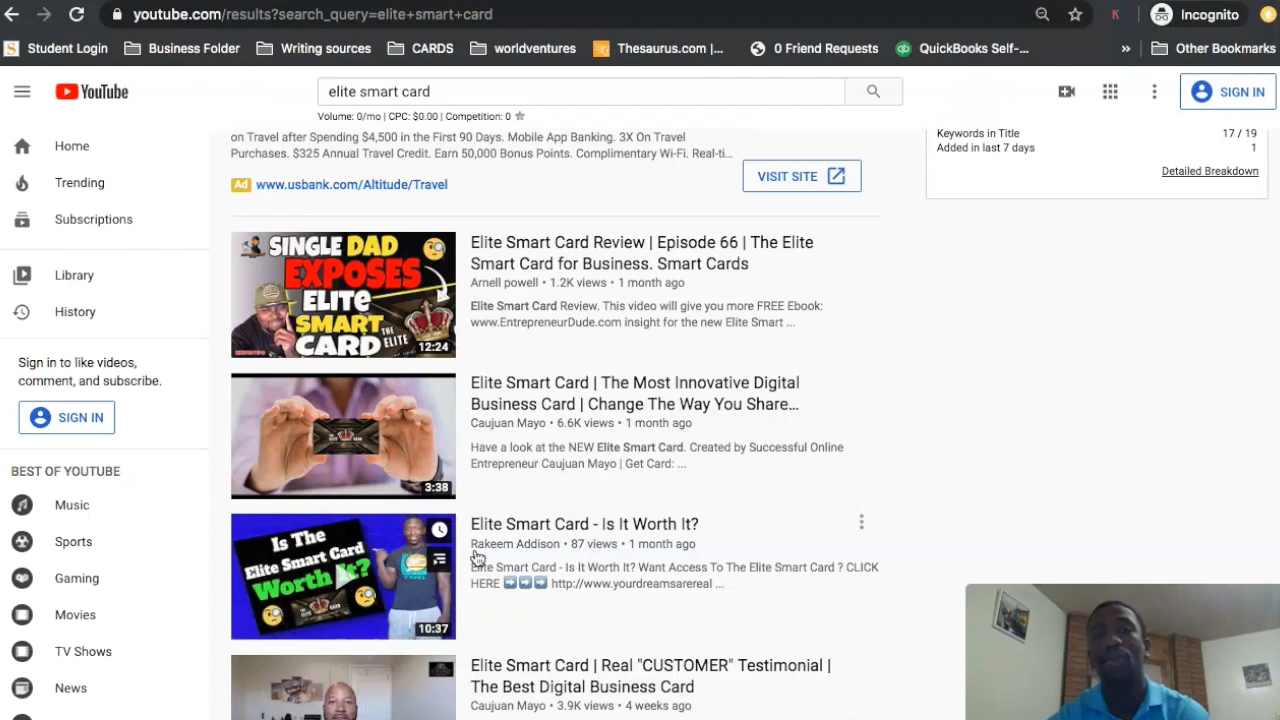 youtube.com/results?search_query=elite+smart+card
K
Incognito
S Student Login
Business Folder
Writing sources
CARDS
worldventures
Thesaurus.com |...
0 Friend Requests
qb QuickBooks Self-...
»
Other Bookmarks
YouTube
elite smart card
SIGN IN
Volume: 0/mo | CPC: $0.00 | Competition: 0
Home
Trending
Subscriptions
Library
History
Sign in to like videos,
comment, and subscribe.
SIGN IN
BEST OF YOUTUBE
Music
Sports
Gaming
Movies
TV Shows
News
on Travel after Spending $4,500 in the First 90 Days. Mobile App Banking. 3X On Travel
Purchases. $325 Annual Travel Credit. Earn 50,000 Bonus Points. Complimentary Wi-Fi. Real-ti...
Ad www.usbank.com/Altitude/Travel
VISIT SITE
Keywords in Title 17 / 19
Added in last 7 days 1
Detailed Breakdown
SINGLE DAD
EXPOSES
ELITE
SMART
CARD
THE
ELITE
12:24
Elite Smart Card Review | Episode 66 | The Elite
Smart Card for Business. Smart Cards
Arnell powell • 1.2K views • 1 month ago
Elite Smart Card Review. This video will give you more FREE Ebook:
www.EntrepreneurDude.com insight for the new Elite Smart ...
3:38
Elite Smart Card | The Most Innovative Digital
Business Card | Change The Way You Share...
Caujuan Mayo • 6.6K views • 1 month ago
Have a look at the NEW Elite Smart Card. Created by Successful Online
Entrepreneur Caujuan Mayo | Get Card: ...
Is The
Elite Smart Card
Worth It?
10:37
Elite Smart Card - Is It Worth It?
Rakeem Addison • 87 views • 1 month ago
Elite Smart Card - Is It Worth It? Want Access To The Elite Smart Card ? CLICK
HERE ➡➡➡ http://www.yourdreamsarereal ...
Elite Smart Card | Real "CUSTOMER" Testimonial |
The Best Digital Business Card
Caujuan Mayo • 3.9K views • 4 weeks ago